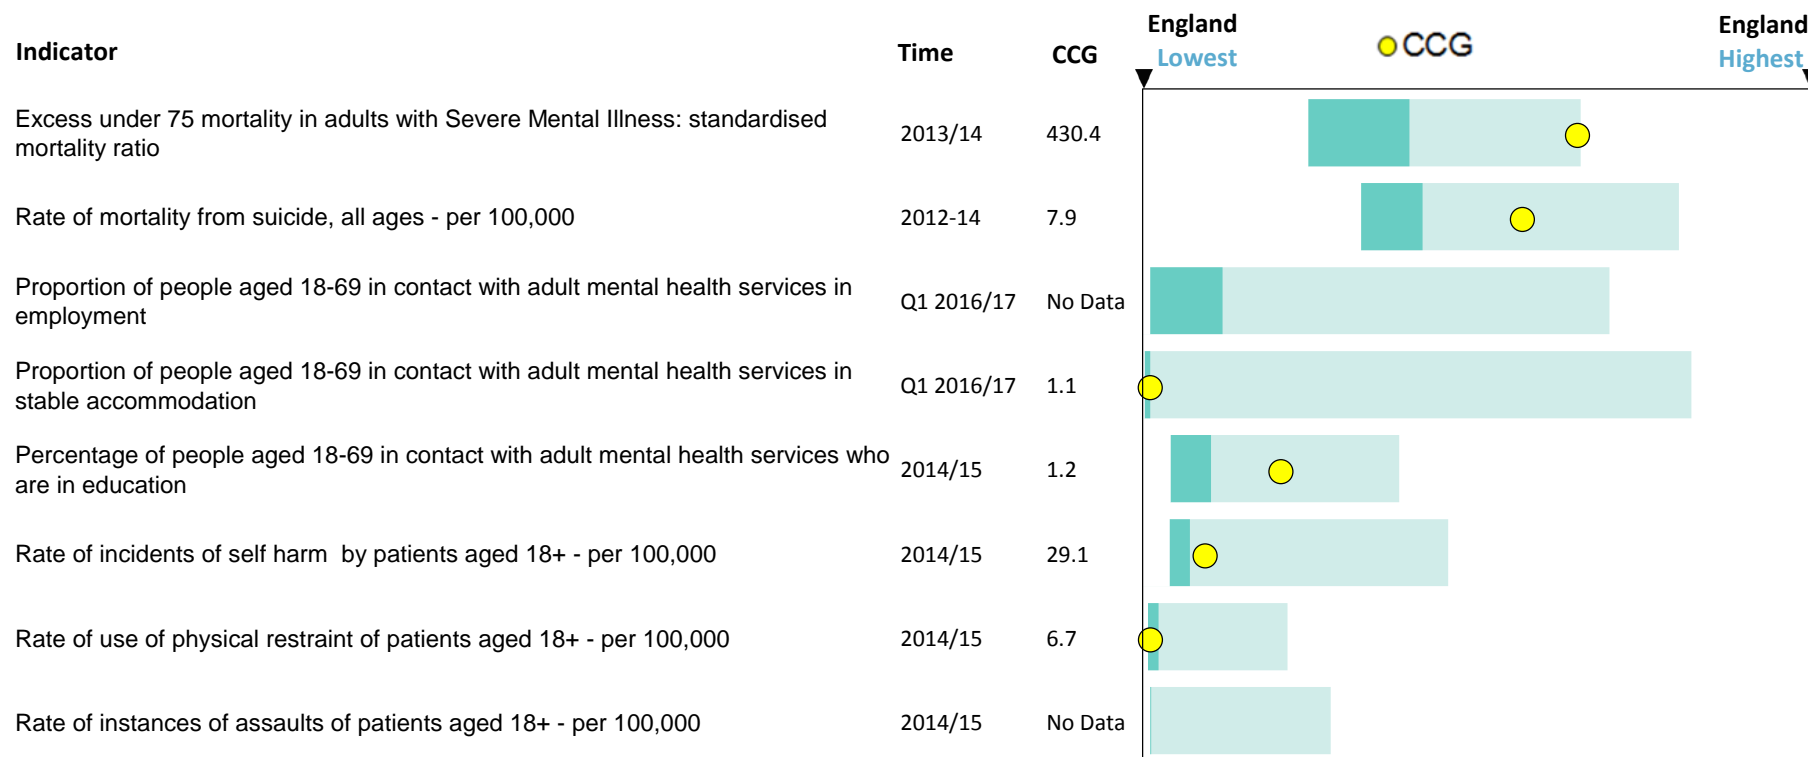 Indicator Time CCG England Lowest CCG England Highest
Excess under 75 mortality in adults with Severe Mental Illness: standardised
mortality ratio 2013/14 430.4
Rate of mortality from suicide, all ages - per 100,000 2012-14 7.9
Proportion of people aged 18-69 in contact with adult mental health services in
employment Q1 2016/17 No Data
Proportion of people aged 18-69 in contact with adult mental health services in
stable accommodation Q1 2016/17 1.1
Percentage of people aged 18-69 in contact with adult mental health services who
are in education 2014/15 1.2
Rate of incidents of self harm  by patients aged 18+ - per 100,000 2014/15 29.1
Rate of use of physical restraint of patients aged 18+ - per 100,000 2014/15 6.7
Rate of instances of assaults of patients aged 18+ - per 100,000 2014/15 No Data